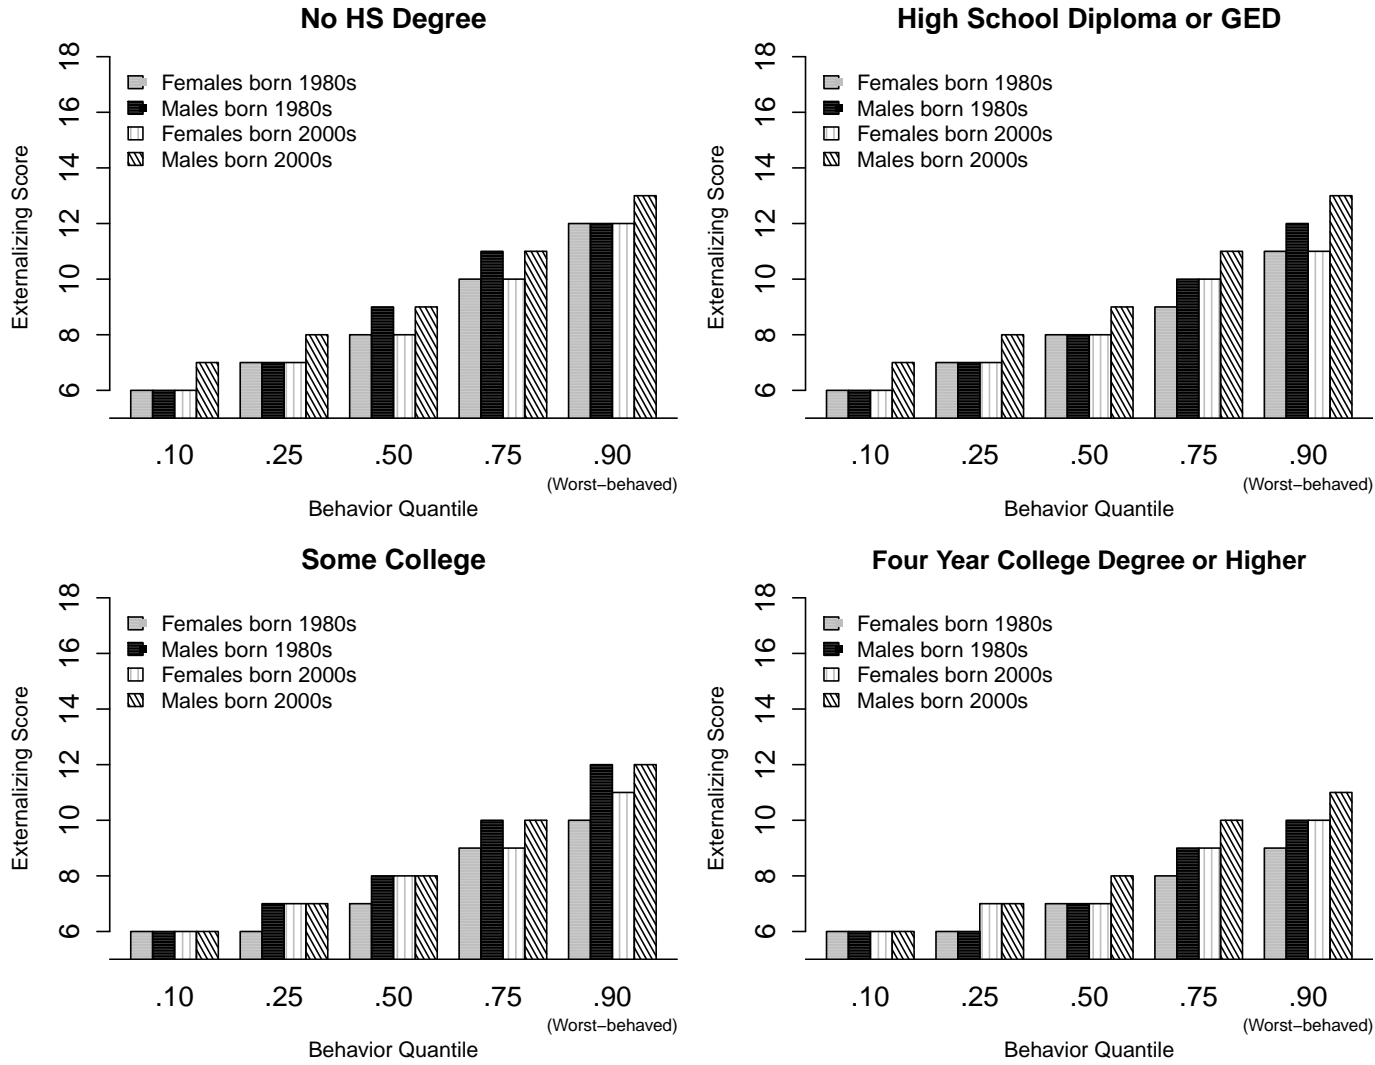 No HS Degree
18
16
14
12
10
8
6
Externalizing Score
Females born 1980s
Males born 1980s
Females born 2000s
Males born 2000s
.10 .25 .50 .75 .90
(Worst−behaved)
Behavior Quantile
High School Diploma or GED
18
16
14
12
10
8
6
Externalizing Score
Females born 1980s
Males born 1980s
Females born 2000s
Males born 2000s
.10 .25 .50 .75 .90
(Worst−behaved)
Behavior Quantile
Some College
18
16
14
12
10
8
6
Externalizing Score
Females born 1980s
Males born 1980s
Females born 2000s
Males born 2000s
.10 .25 .50 .75 .90
(Worst−behaved)
Behavior Quantile
Four Year College Degree or Higher
18
16
14
12
10
8
6
Externalizing Score
Females born 1980s
Males born 1980s
Females born 2000s
Males born 2000s
.10 .25 .50 .75 .90
(Worst−behaved)
Behavior Quantile